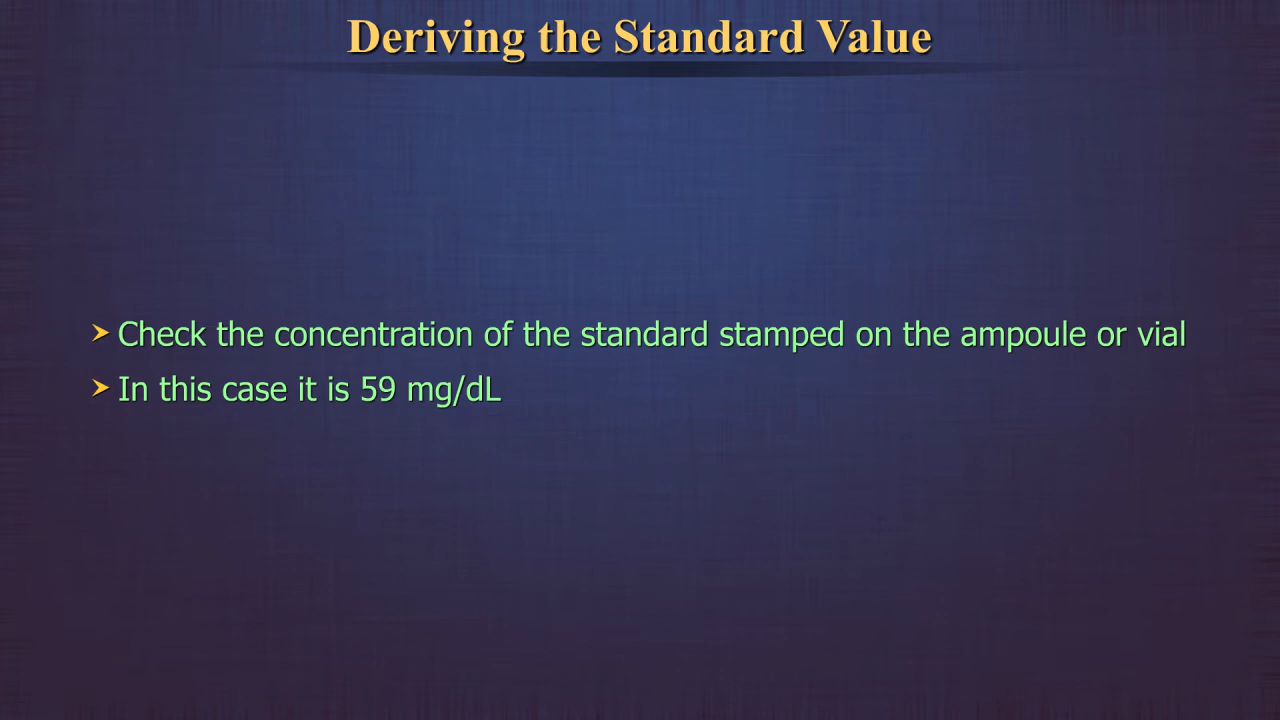 Deriving the Standard Value
➤ Check the concentration of the standard stamped on the ampoule or vial
➤ In this case it is 59 mg/dL